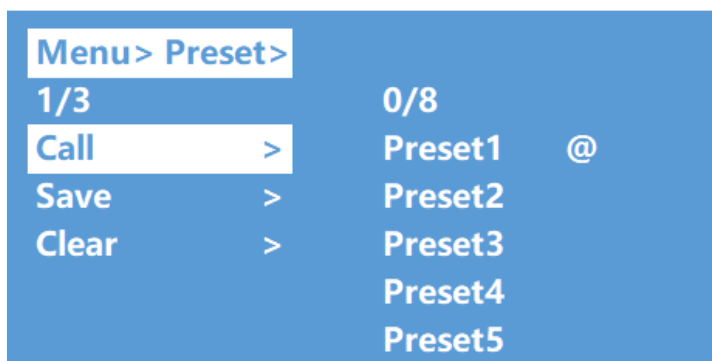 Menu> Preset>
1/3 0/8
Call > Preset1 @
Save > Preset2
Clear > Preset3
Preset4
Preset5